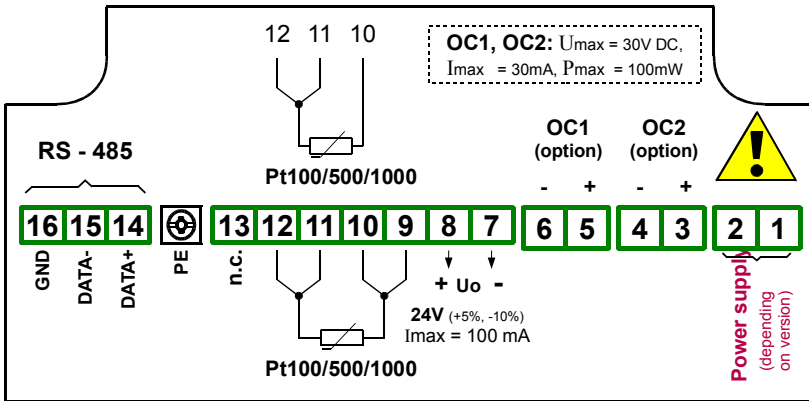 12 11 10
OC1, OC2: Umax = 30V DC,
Imax = 30mA, Pmax = 100mW
Pt100/500/1000
RS - 485
OC1
(option)
- +
OC2
(option)
- +
16 15 14 13 12 11 10 9 8 7 6 5 4 3 2 1
GND
DATA-
DATA+
PE
n.c.
+ Uo -
24V (+5%, -10%)
Imax = 100 mA
Pt100/500/1000
Power supply
(depending
on version)